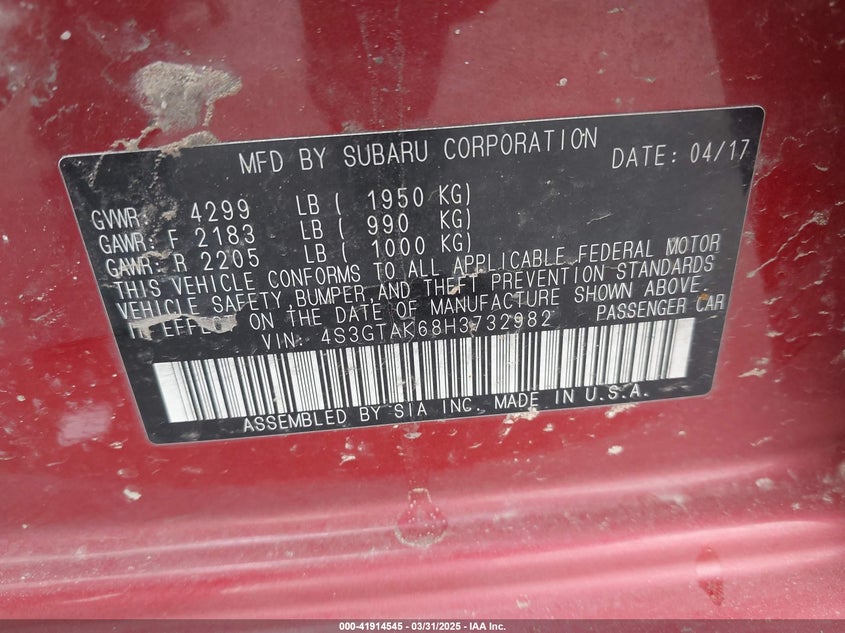 MFD BY SUBARU CORPORATION DATE: 04/17
GVWR: 4299 LB ( 1950 KG)
GAWR: F 2183 LB ( 990 KG)
GAWR: R 2205 LB ( 1000 KG)
THIS VEHICLE CONFORMS TO ALL APPLICABLE FEDERAL MOTOR
VEHICLE SAFETY, BUMPER, AND THEFT PREVENTION STANDARDS
IN EFFECT ON THE DATE OF MANUFACTURE SHOWN ABOVE.
VIN: 4S3GTAK68H3732982 PASSENGER CAR
ASSEMBLED BY SIA INC. MADE IN U.S.A.
000-41914545 - 03/31/2025 - IAA Inc.